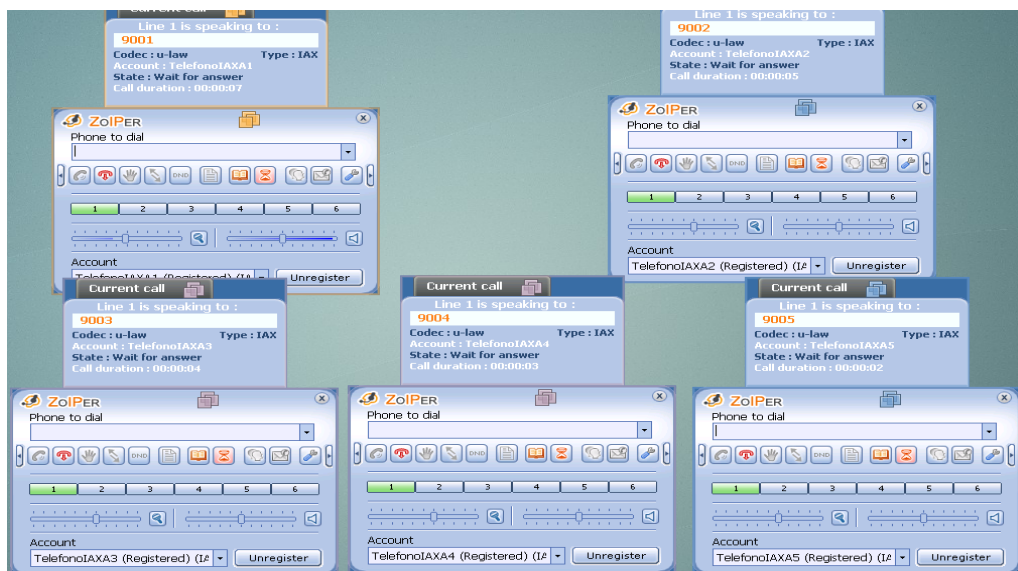 Line 1 is speaking to :
9001
Codec : u-law Type : IAX
Account : TelefonoIAXA1
State : Wait for answer
Call duration : 00:00:07
ZOIPER
Phone to dial
DND
1 2 3 4 5 6
Account
TelefonoIAXA1 (Registered) (IA
Unregister
Line 1 is speaking to :
9002
Codec : u-law Type : IAX
Account : TelefonoIAXA2
State : Wait for answer
Call duration : 00:00:05
ZOIPER
Phone to dial
DND
1 2 3 4 5 6
Account
TelefonoIAXA2 (Registered) (IA
Unregister
Current call
Line 1 is speaking to :
9003
Codec : u-law Type : IAX
Account : TelefonoIAXA3
State : Wait for answer
Call duration : 00:00:04
ZOIPER
Phone to dial
DND
1 2 3 4 5 6
Account
TelefonoIAXA3 (Registered) (IA
Unregister
Current call
Line 1 is speaking to :
9004
Codec : u-law Type : IAX
Account : TelefonoIAXA4
State : Wait for answer
Call duration : 00:00:03
ZOIPER
Phone to dial
DND
1 2 3 4 5 6
Account
TelefonoIAXA4 (Registered) (IA
Unregister
Current call
Line 1 is speaking to :
9005
Codec : u-law Type : IAX
Account : TelefonoIAXA5
State : Wait for answer
Call duration : 00:00:02
ZOIPER
Phone to dial
DND
1 2 3 4 5 6
Account
TelefonoIAXA5 (Registered) (IA
Unregister